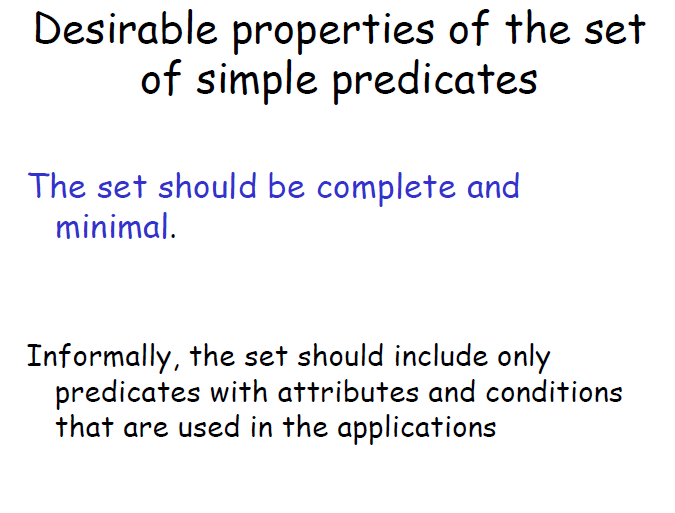 Desirable properties of the set
of simple predicates
The set should be complete and
minimal.
Informally, the set should include only
predicates with attributes and conditions
that are used in the applications